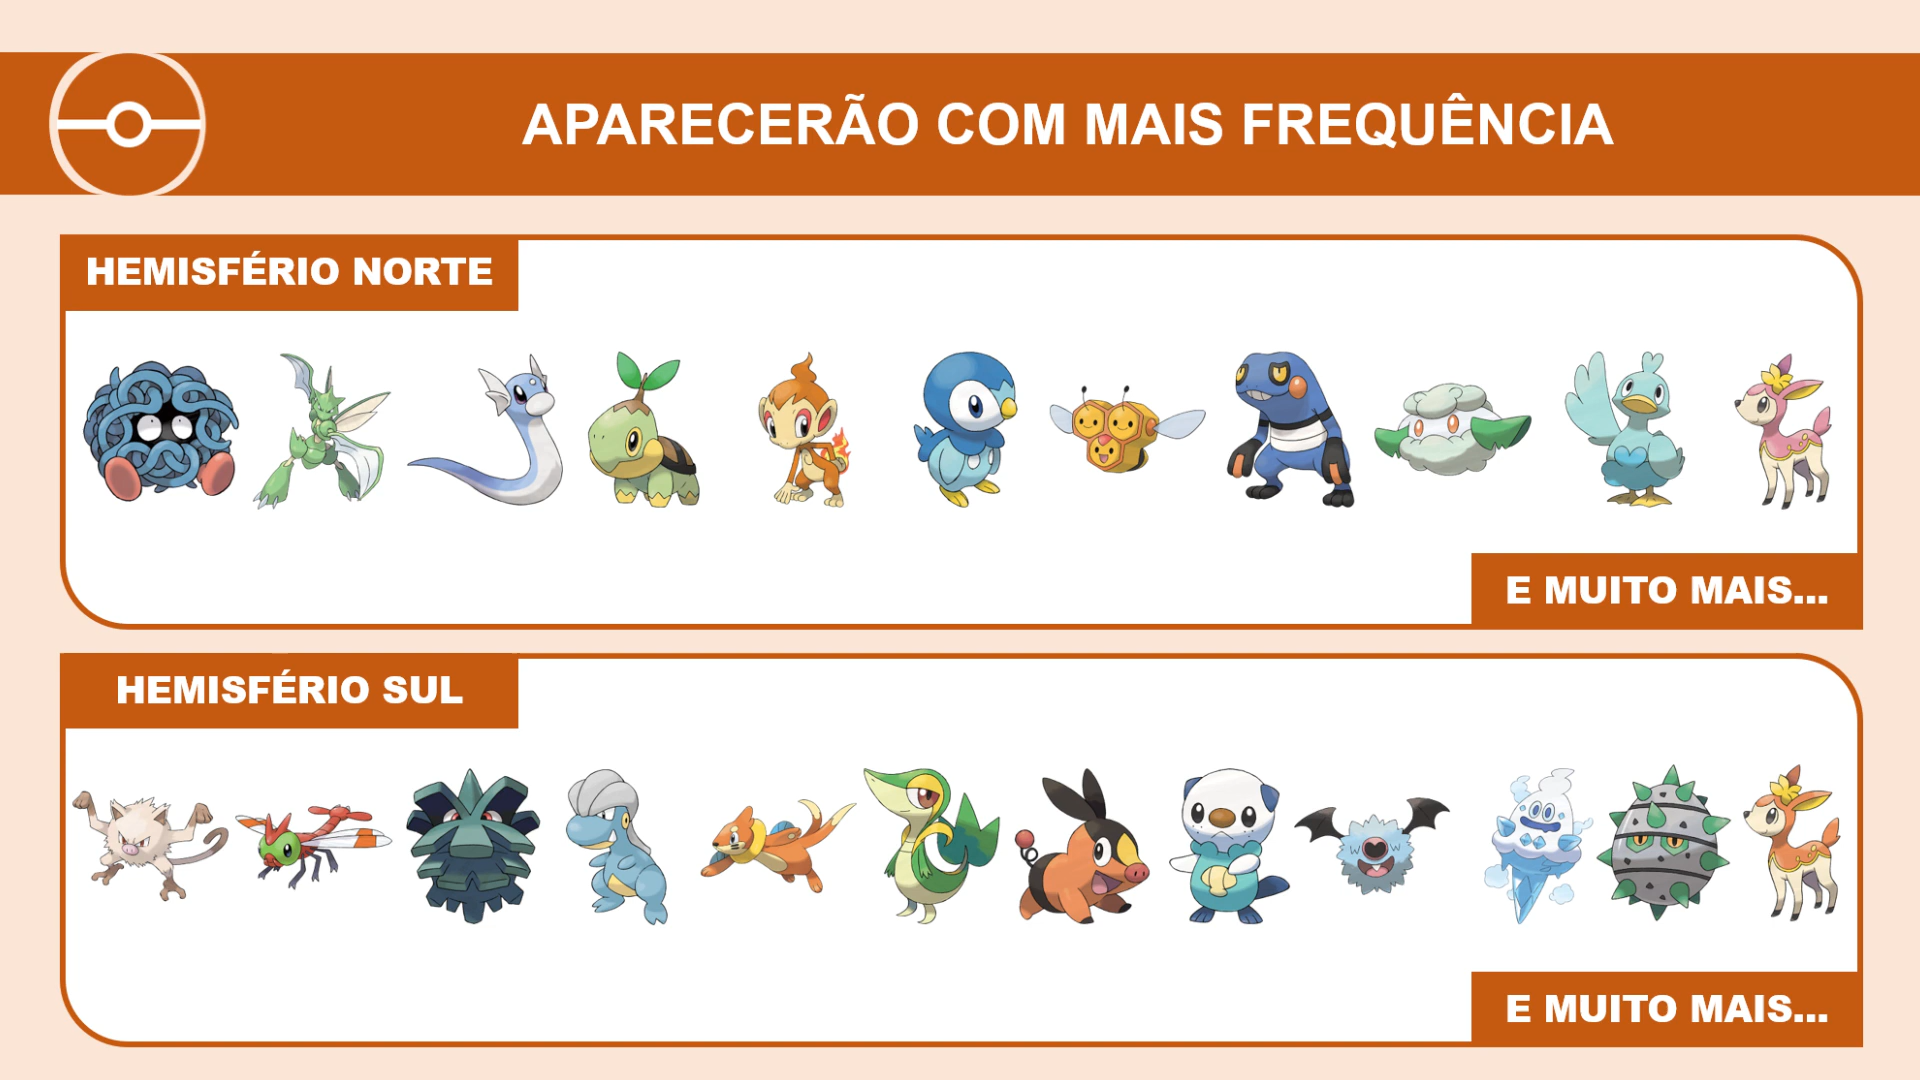 APARECERÃO COM MAIS FREQUÊNCIA
HEMISFÉRIO NORTE
E MUITO MAIS...
HEMISFÉRIO SUL
E MUITO MAIS...